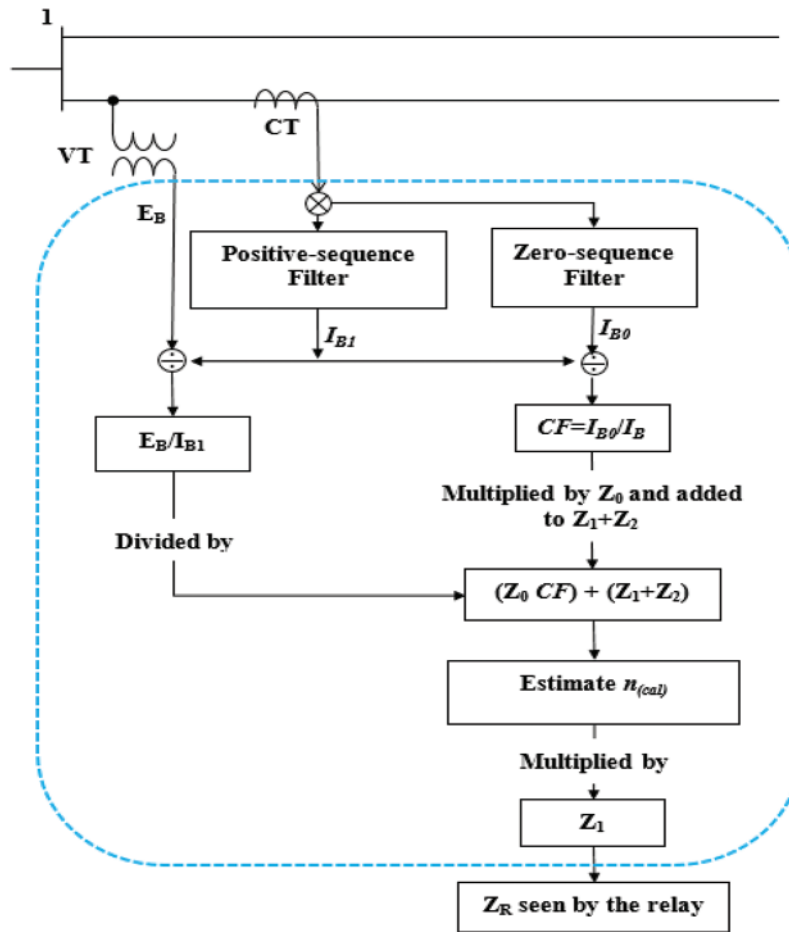 1
CT
VT
E_B
Positive-sequence
Filter
Zero-sequence
Filter
I_B1
I_B0
E_B/I_B1
CF=I_B0/I_B
Multiplied by Z_0 and added
to Z_1+Z_2
Divided by
(Z_0 CF) + (Z_1+Z_2)
Estimate n_(cal)
Multiplied by
Z_1
Z_R seen by the relay